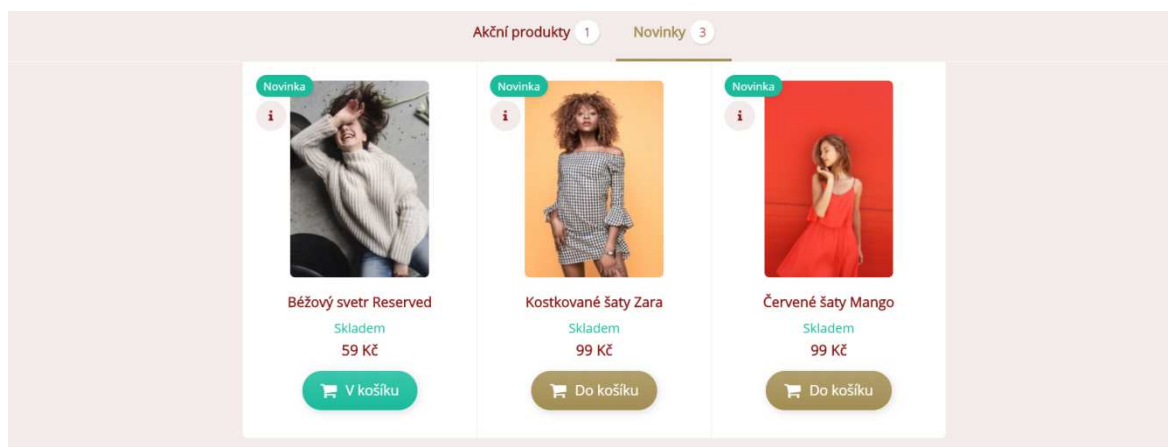 Akční produkty 1 Novinky 3
Novinka Novinka Novinka
i i i
Béžový svetr Reserved Kostkované šaty Zara Červené šaty Mango
Skladem Skladem Skladem
59 Kč 99 Kč 99 Kč
V košíku Do košíku Do košíku